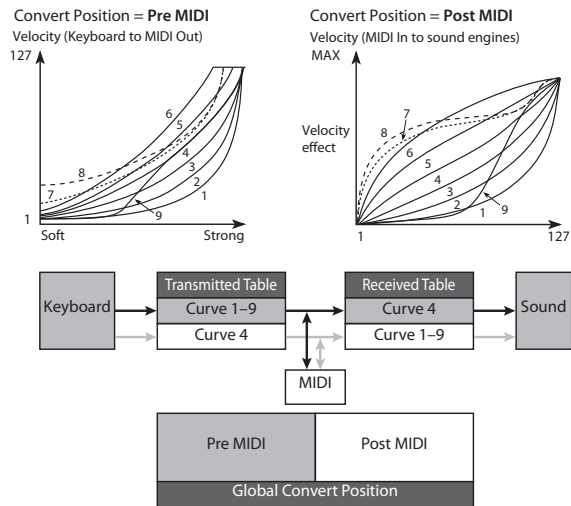 Convert Position = Pre MIDI
Velocity (Keyboard to MIDI Out)
127
6
5
8
4
3
7
2
1
9
1
Soft
Strong
Convert Position = Post MIDI
Velocity (MIDI In to sound engines)
MAX
7
8
Velocity
effect
6
5
4
3
2
1
9
1
127
Keyboard
Transmitted Table
Curve 1–9
Curve 4
Received Table
Curve 4
Curve 1–9
Sound
MIDI
Pre MIDI
Post MIDI
Global Convert Position